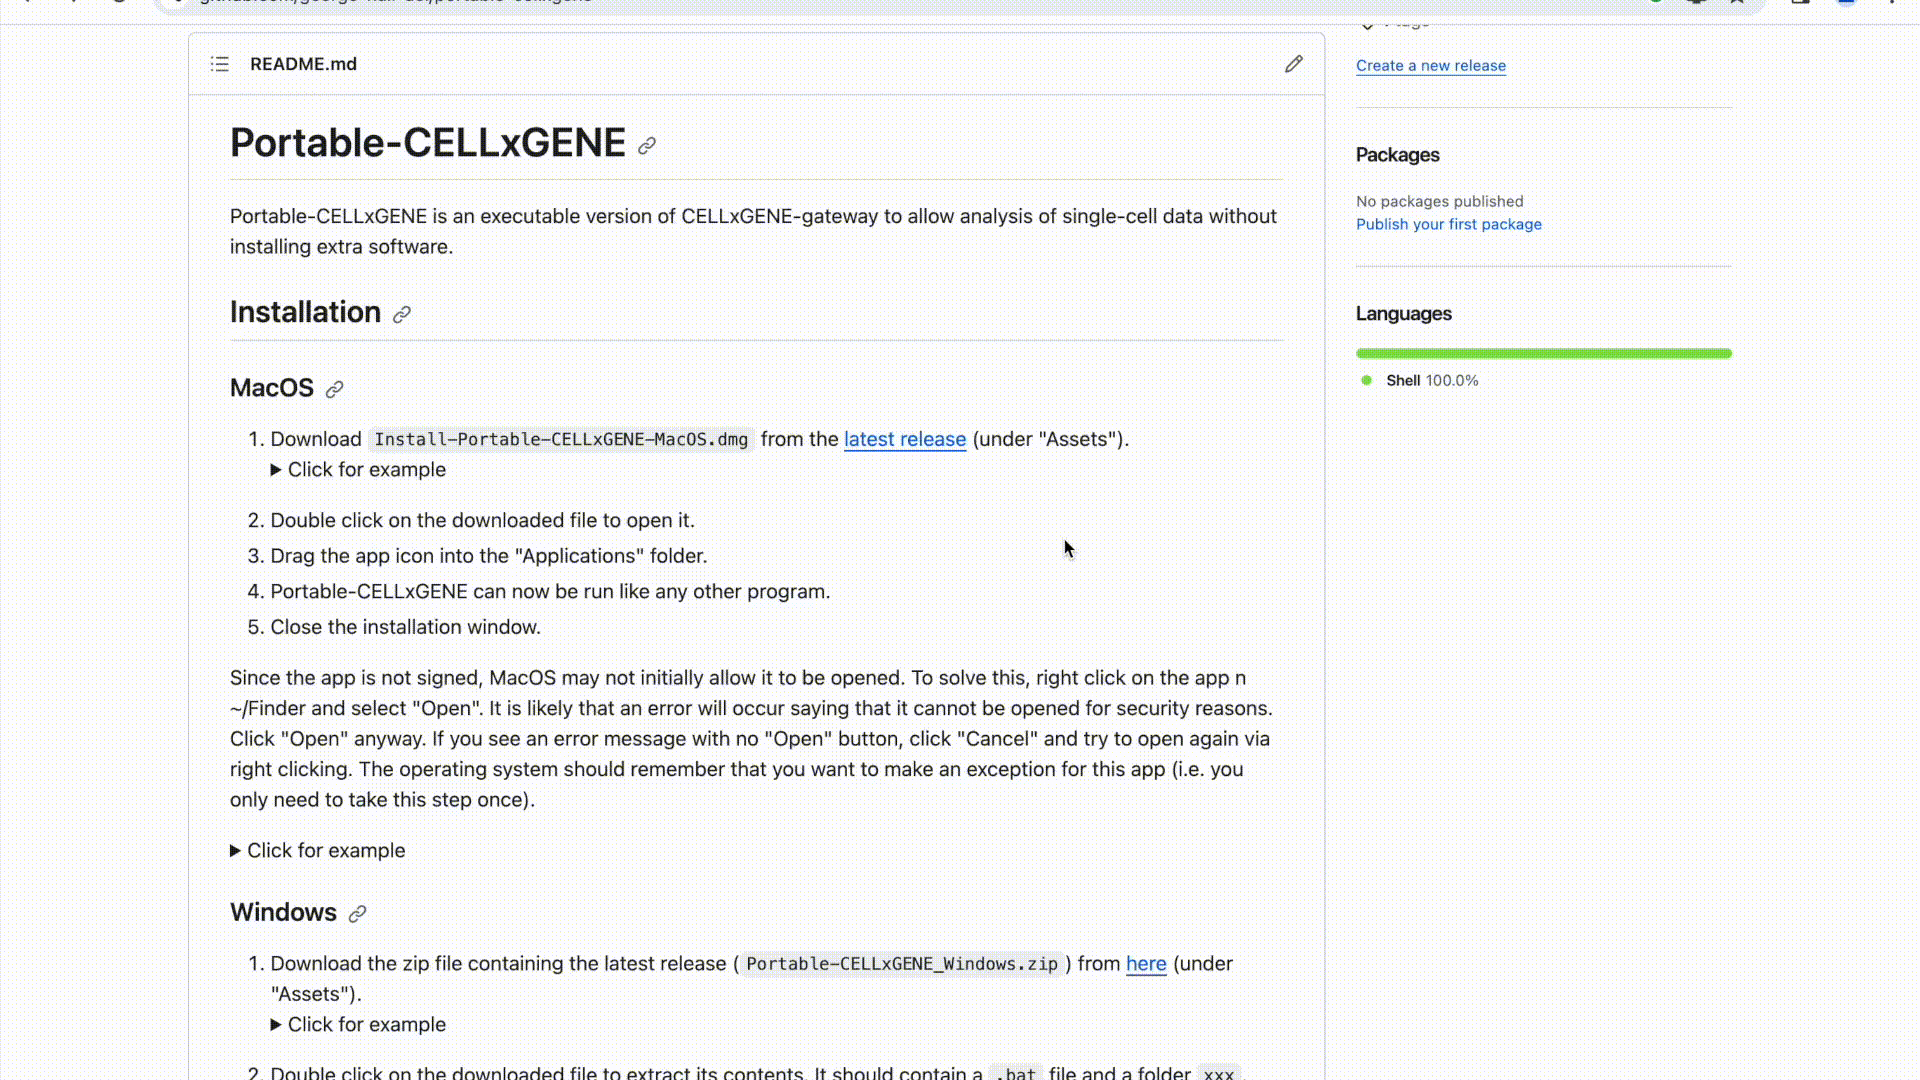 README.md
Create a new release
Portable-CELLxGENE
Portable-CELLxGENE is an executable version of CELLxGENE-gateway to allow analysis of single-cell data without
installing extra software.
Installation
MacOS
1. Download Install-Portable-CELLxGENE-MacOS.dmg from the latest release (under "Assets").
▶ Click for example
2. Double click on the downloaded file to open it.
3. Drag the app icon into the "Applications" folder.
4. Portable-CELLxGENE can now be run like any other program.
5. Close the installation window.
Since the app is not signed, MacOS may not initially allow it to be opened. To solve this, right click on the app n
~/Finder and select "Open". It is likely that an error will occur saying that it cannot be opened for security reasons.
Click "Open" anyway. If you see an error message with no "Open" button, click "Cancel" and try to open again via
right clicking. The operating system should remember that you want to make an exception for this app (i.e. you
only need to take this step once).
▶ Click for example
Windows
1. Download the zip file containing the latest release ( Portable-CELLxGENE_Windows.zip ) from here (under
"Assets").
▶ Click for example
2. Double click on the downloaded file to extract its contents. It should contain a .bat file and a folder xxx.
Packages
No packages published
Publish your first package
Languages
Shell 100.0%